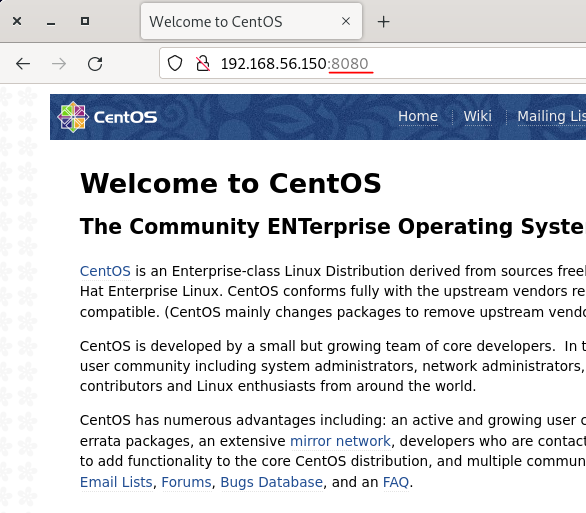 Welcome to CentOS
192.168.56.150:8080
CentOS
Home Wiki Mailing Lis
Welcome to CentOS
The Community ENTerprise Operating Syste
CentOS is an Enterprise-class Linux Distribution derived from sources freel
Hat Enterprise Linux. CentOS conforms fully with the upstream vendors re
compatible. (CentOS mainly changes packages to remove upstream vendo
CentOS is developed by a small but growing team of core developers.  In t
user community including system administrators, network administrators,
contributors and Linux enthusiasts from around the world.
CentOS has numerous advantages including: an active and growing user c
errata packages, an extensive mirror network, developers who are contact
to add functionality to the core CentOS distribution, and multiple commun
Email Lists, Forums, Bugs Database, and an FAQ.